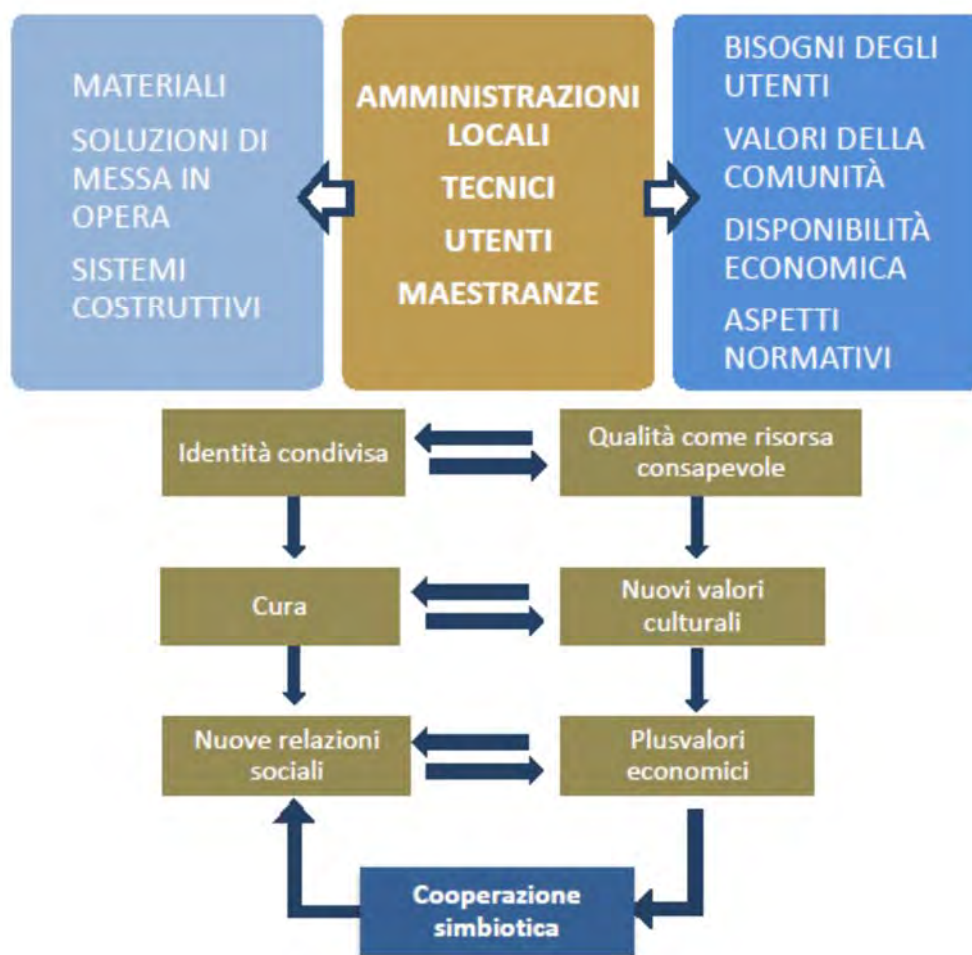 MATERIALI
SOLUZIONI DI
MESSA IN
OPERA
SISTEMI
COSTRUTTIVI
AMMINISTRAZIONI
LOCALI
TECNICI
UTENTI
MAESTRANZE
BISOGNI DEGLI
UTENTI
VALORI DELLA
COMUNITÀ
DISPONIBILITÀ
ECONOMICA
ASPETTI
NORMATIVI
Identità condivisa
Qualità come risorsa
consapevole
Cura
Nuovi valori
culturali
Nuove relazioni
sociali
Plusvalori
economici
Cooperazione
simbiotica